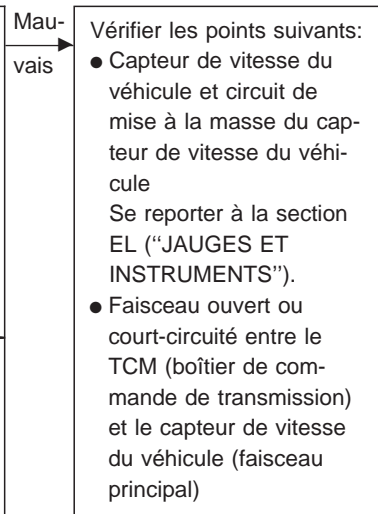 Mau-
vais
Vérifier les points suivants:
● Capteur de vitesse du
véhicule et circuit de
mise à la masse du cap-
teur de vitesse du véhi-
cule
Se reporter à la section
EL (‘‘JAUGES ET
INSTRUMENTS’’).
● Faisceau ouvert ou
court-circuité entre le
TCM (boîtier de com-
mande de transmission)
et le capteur de vitesse
du véhicule (faisceau
principal)